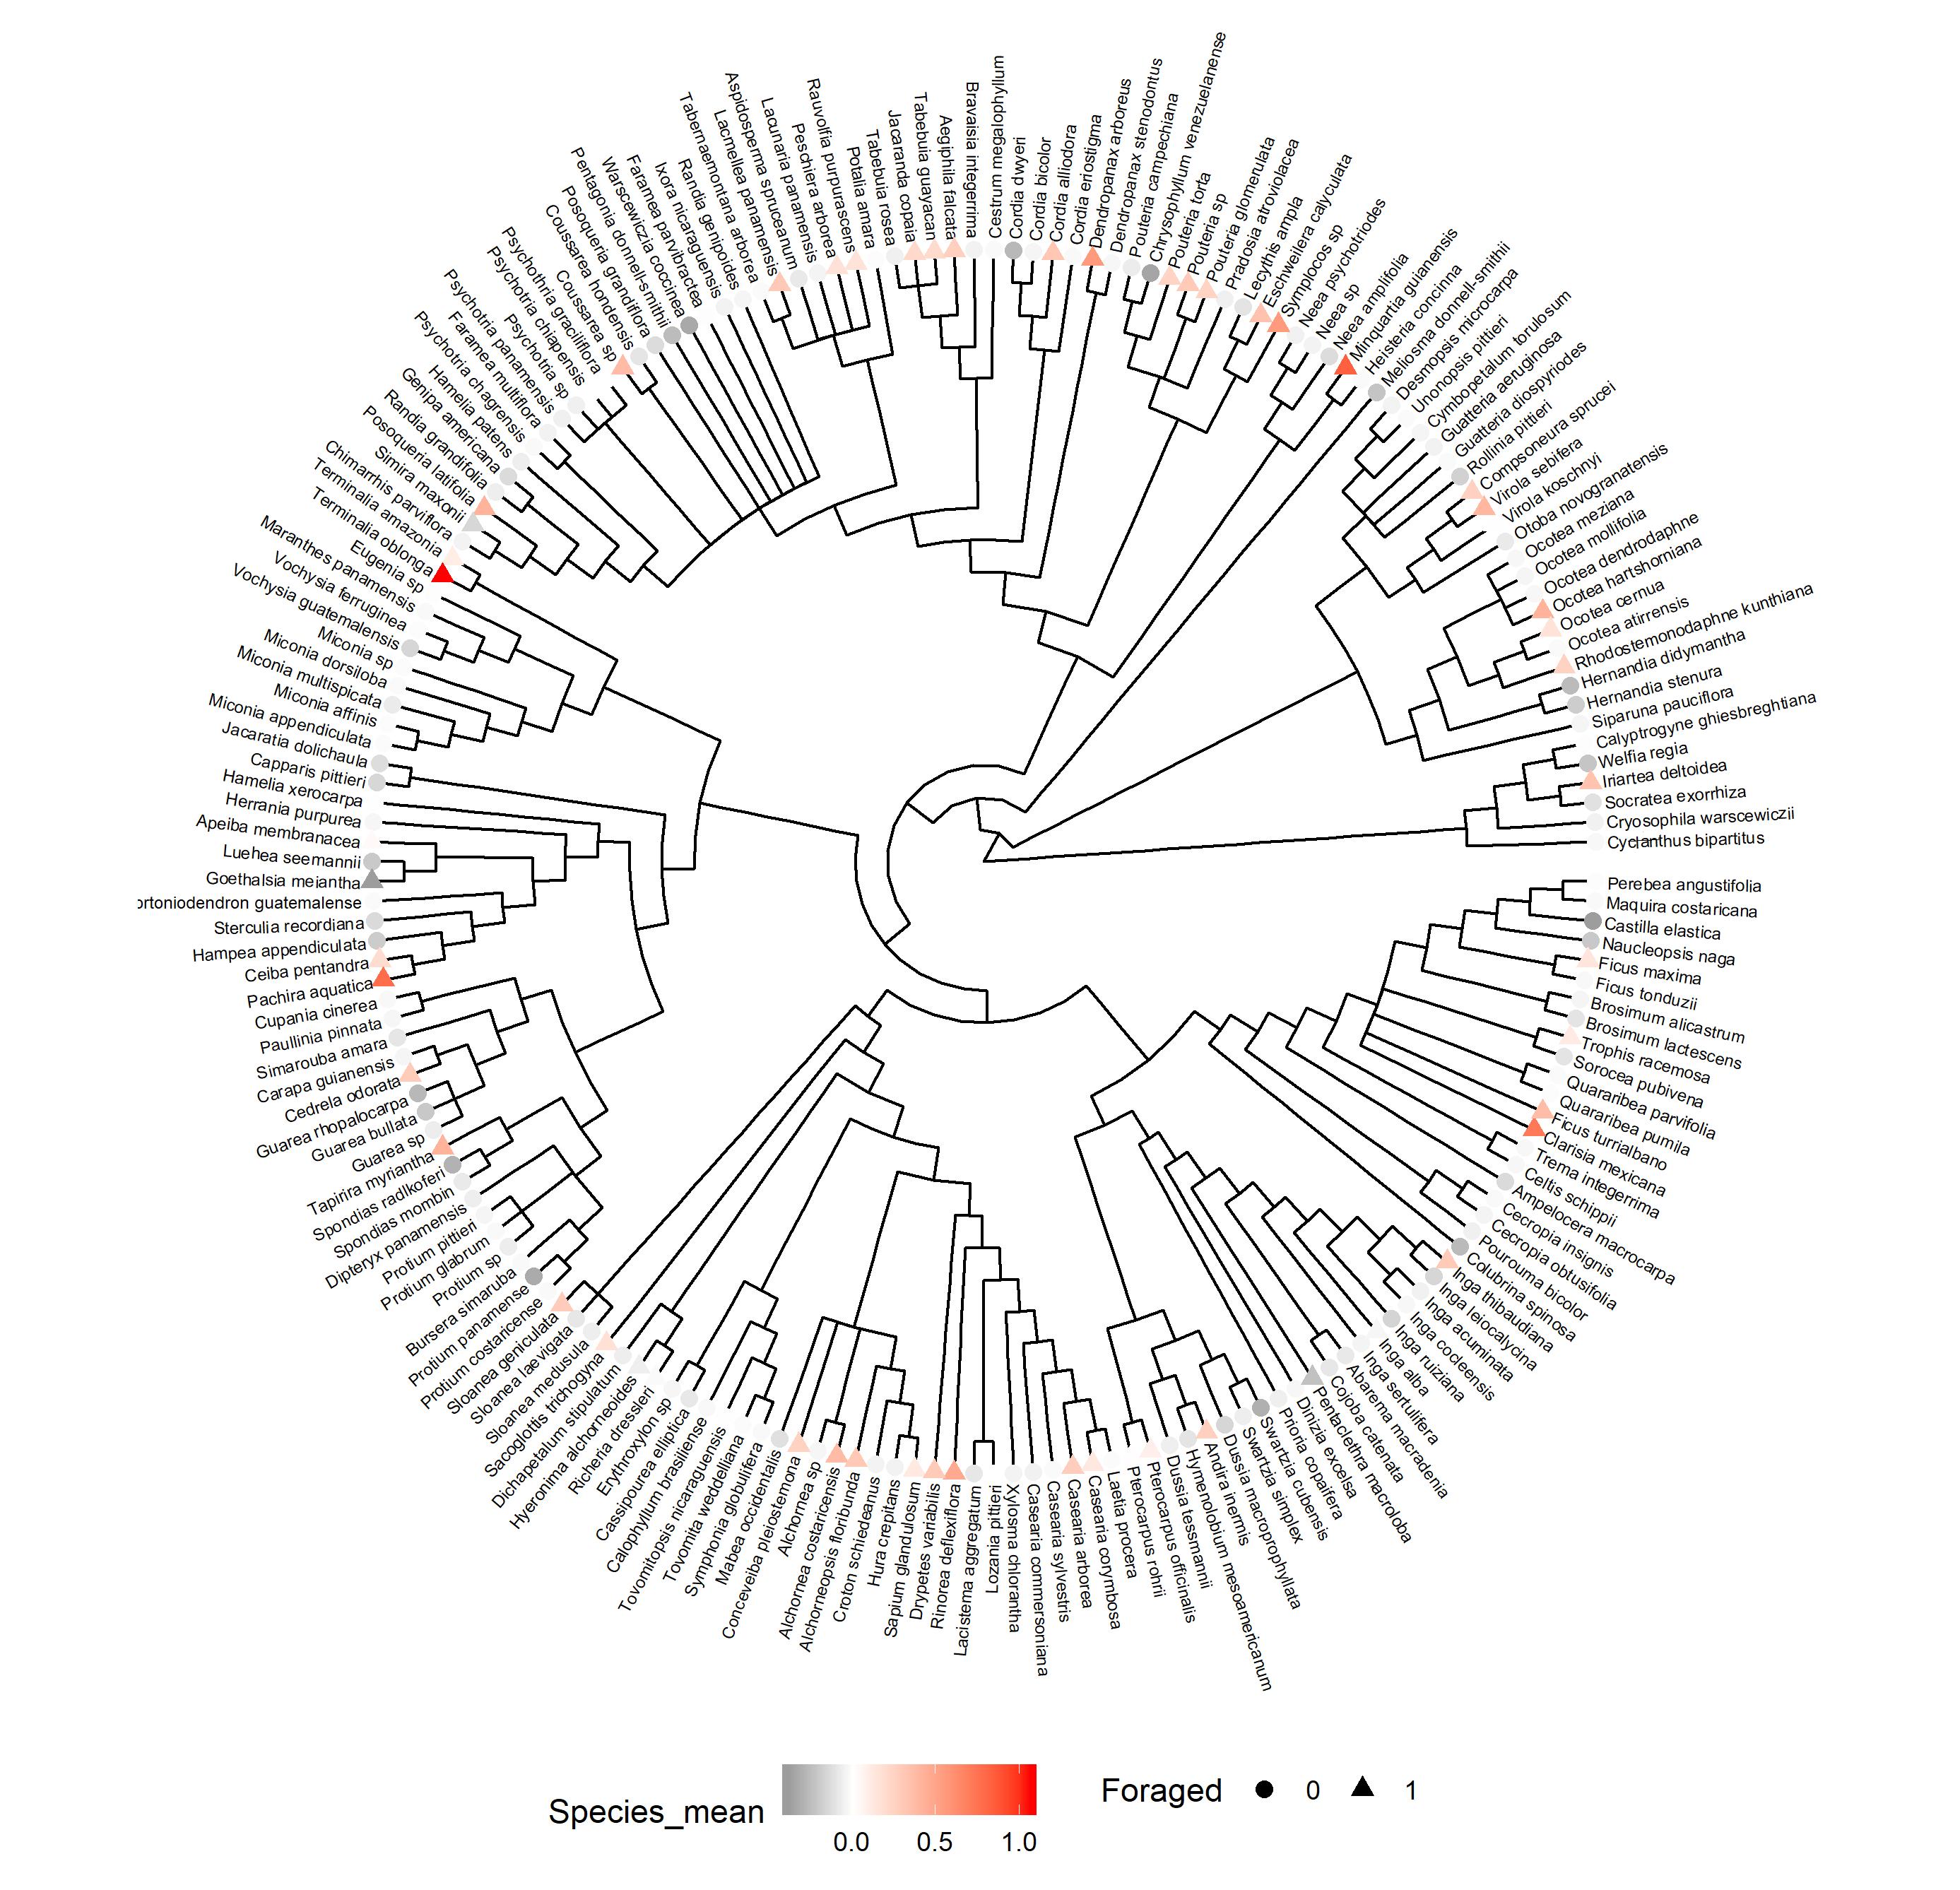 Cyclanthus bipartitus
Cryosophila warscewiczii
Socratea exorrhiza
Iriartea deltoidea
Welfia regia
Calyptrogyne ghiesbreghtiana
Siparuna pauciflora
Hernandia stenura
Hernandia didymantha
Rhodostemonodaphne kunthiana
Ocotea atirrensis
Ocotea cernua
Ocotea hartshorniana
Ocotea dendrodaphne
Ocotea mollifolia
Ocotea meziana
Otoba novogranatensis
Virola koschnyi
Virola sebifera
Compsoneura sprucei
Rollinia pittieri
Guatteria diospyriodes
Guatteria aeruginosa
Cymbopetalum torulosum
Unonopsis pittieri
Desmopsis microcarpa
Meliosma donnell-smithii
Heisteria concinna
Minquartia guianensis
Neea amplifolia
Neea sp
Neea psychotriodes
Symplocos sp
Eschweilera calyculata
Lecythis ampla
Pradosia atroviolacea
Pouteria glomerulata
Pouteria sp
Pouteria torta
Chrysophyllum venezuelanense
Pouteria campechiana
Dendropanax stenodontus
Dendropanax arboreus
Cordia eriostigma
Cordia alliodora
Cordia bicolor
Cordia dwyeri
Cestrum megalophyllum
Bravaisia integerrima
Aegiphila falcata
Tabebuia guayacan
Jacaranda copaia
Tabebuia rosea
Potalia amara
Rauvolfia purpurascens
Peschiera arborea
Lacunaria panamensis
Aspidosperma spruceanum
Lacmellea panamensis
Tabernaemontana arborea
Randia genipoides
Ixora nicaraguensis
Faramea parvibractea
Warscewiczia coccinea
Pentagonia donnell-smithii
Posoqueria grandiflora
Coussarea hondensis
Coussarea sp
Psychothria graciliflora
Psychotria chiapensis
Psychotria sp
Psychotria panamensis
Faramea multiflora
Psychotria chagrensis
Hamelia patens
Genipa americana
Randia grandifolia
Posoqueria latifolia
Simira maxonii
Chimarrhis parviflora
Terminalia amazonia
Terminalia oblonga
Eugenia sp
Maranthes panamensis
Vochysia ferruginea
Vochysia guatemalensis
Miconia sp
Miconia dorsiloba
Miconia multispicata
Miconia affinis
Miconia appendiculata
Jacaratia dolichaula
Capparis pittieri
Hamelia xerocarpa
Herrania purpurea
Apeiba membranacea
Luehea seemannii
Goethalsia meiantha
ortoniodendron guatemalense
Sterculia recordiana
Hampea appendiculata
Ceiba pentandra
Pachira aquatica
Cupania cinerea
Paullinia pinnata
Simarouba amara
Carapa guianensis
Cedrela odorata
Guarea rhopalocarpa
Guarea bullata
Guarea sp
Tapirira myriantha
Spondias radlkoferi
Spondias mombin
Dipteryx panamensis
Protium pittieri
Protium glabrum
Protium sp
Bursera simaruba
Protium panamense
Protium costaricense
Sloanea geniculata
Sloanea laevigata
Sloanea medusula
Sacoglottis trichogyna
Dichapetalum stipulatum
Hyeronima alchorneoides
Richeria dressleri
Erythroxylon sp
Cassipourea elliptica
Calophyllum brasiliense
Tovomitopsis nicaraguensis
Tovomita weddelliana
Symphonia globulifera
Mabea occidentalis
Conceveiba pleiostemona
Alchornea sp
Alchornea costaricensis
Alchorneopsis floribunda
Croton schiedeanus
Hura crepitans
Sapium glandulosum
Drypetes variabilis
Rinorea deflexiflora
Lacistema aggregatum
Lozania pittieri
Xylosma chlorantha
Casearia commersoniana
Casearia sylvestris
Casearia arborea
Casearia corymbosa
Laetia procera
Pterocarpus rohrii
Pterocarpus officinalis
Dussia tessmannii
Hymenolobium mesoamericanum
Andira inermis
Dussia macroprophyllata
Swartzia simplex
Swartzia cubensis
Prioria copaifera
Dinizia excelsa
Pentaclethra macroloba
Cojoba catenata
Abarema macradenia
Inga sertulifera
Inga alba
Inga ruiziana
Inga cocleensis
Inga acuminata
Inga leiocalycina
Inga thibaudiana
Colubrina spinosa
Pourouma bicolor
Cecropia obtusifolia
Cecropia insignis
Ampelocera macrocarpa
Celtis schippii
Trema integerrima
Clarisia mexicana
Ficus turrialbano
Quararibea pumila
Quararibea parvifolia
Sorocea pubivena
Trophis racemosa
Brosimum lactescens
Brosimum alicastrum
Ficus tonduzii
Ficus maxima
Naucleopsis naga
Castilla elastica
Maquira costaricana
Perebea angustifolia
Species_mean
0.0 0.5 1.0
Foraged 0 1